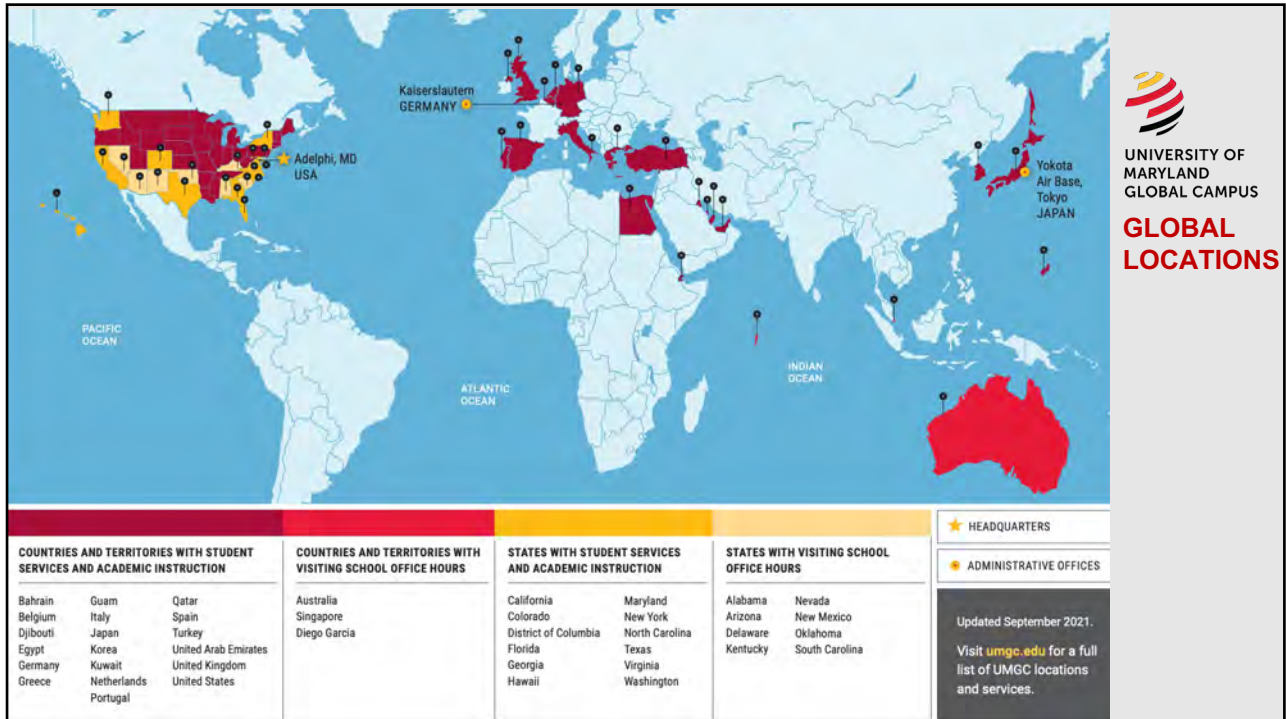 Kaiserslautern
GERMANY
Adelphi, MD
USA
Yokota
Air Base,
Tokyo
JAPAN
PACIFIC
OCEAN
ATLANTIC
OCEAN
INDIAN
OCEAN
UNIVERSITY OF
MARYLAND
GLOBAL CAMPUS
GLOBAL
LOCATIONS
COUNTRIES AND TERRITORIES WITH STUDENT
SERVICES AND ACADEMIC INSTRUCTION
Bahrain
Belgium
Djibouti
Egypt
Germany
Greece
Guam
Italy
Japan
Korea
Kuwait
Netherlands
Portugal
Qatar
Spain
Turkey
United Arab Emirates
United Kingdom
United States
COUNTRIES AND TERRITORIES WITH
VISITING SCHOOL OFFICE HOURS
Australia
Singapore
Diego Garcia
STATES WITH STUDENT SERVICES
AND ACADEMIC INSTRUCTION
California
Colorado
District of Columbia
Florida
Georgia
Hawaii
Maryland
New York
North Carolina
Texas
Virginia
Washington
STATES WITH VISITING SCHOOL
OFFICE HOURS
Alabama
Arizona
Delaware
Kentucky
Nevada
New Mexico
Oklahoma
South Carolina
HEADQUARTERS
ADMINISTRATIVE OFFICES
Updated September 2021.
Visit umgc.edu for a full
list of UMGC locations
and services.